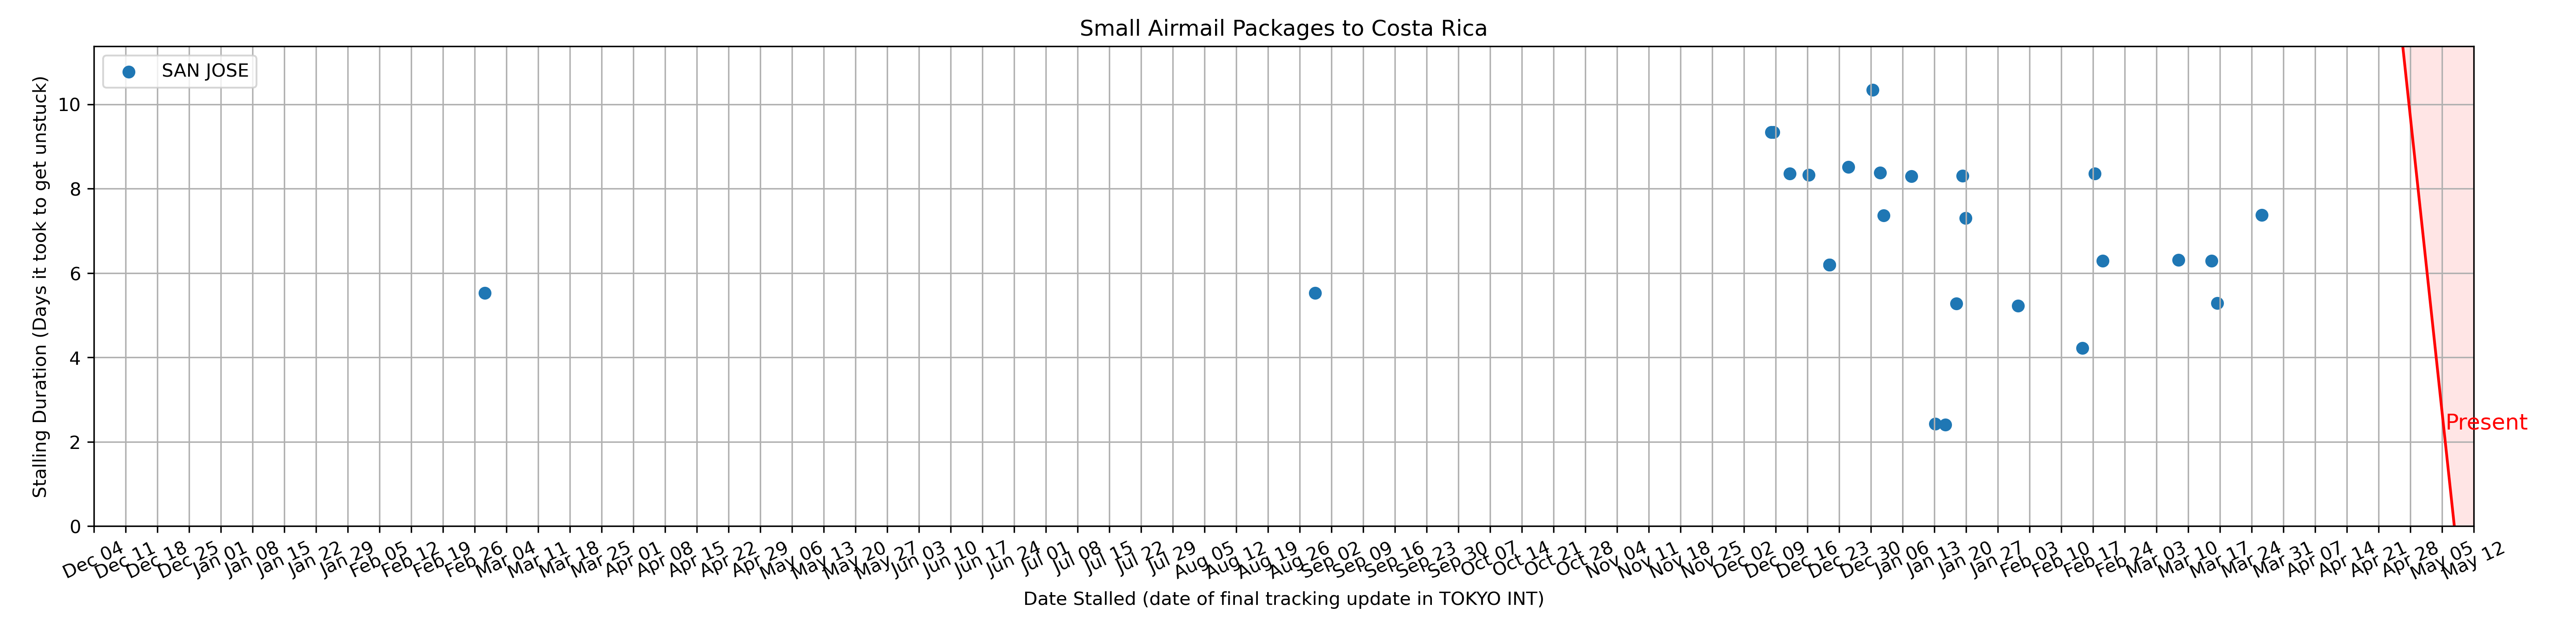 Small Airmail Packages to Costa Rica
SAN JOSE
Stalling Duration (Days it took to get unstuck)
10
8
6
4
2
0
Present
Dec 04
Dec 11
Dec 18
Dec 25
Jan 01
Jan 08
Jan 15
Jan 22
Jan 29
Feb 05
Feb 12
Feb 19
Feb 26
Mar 04
Mar 11
Mar 18
Mar 25
Apr 01
Apr 08
Apr 15
Apr 22
Apr 29
May 06
May 13
May 20
May 27
Jun 03
Jun 10
Jun 17
Jun 24
Jul 01
Jul 08
Jul 15
Jul 22
Jul 29
Aug 05
Aug 12
Aug 19
Aug 26
Sep 02
Sep 09
Sep 16
Sep 23
Sep 30
Oct 07
Oct 14
Oct 21
Oct 28
Nov 04
Nov 11
Nov 18
Nov 25
Dec 02
Dec 09
Dec 16
Dec 23
Dec 30
Jan 06
Jan 13
Jan 20
Jan 27
Feb 03
Feb 10
Feb 17
Feb 24
Mar 03
Mar 10
Mar 17
Mar 24
Mar 31
Apr 07
Apr 14
Apr 21
Apr 28
May 05
May 12
Date Stalled (date of final tracking update in TOKYO INT)